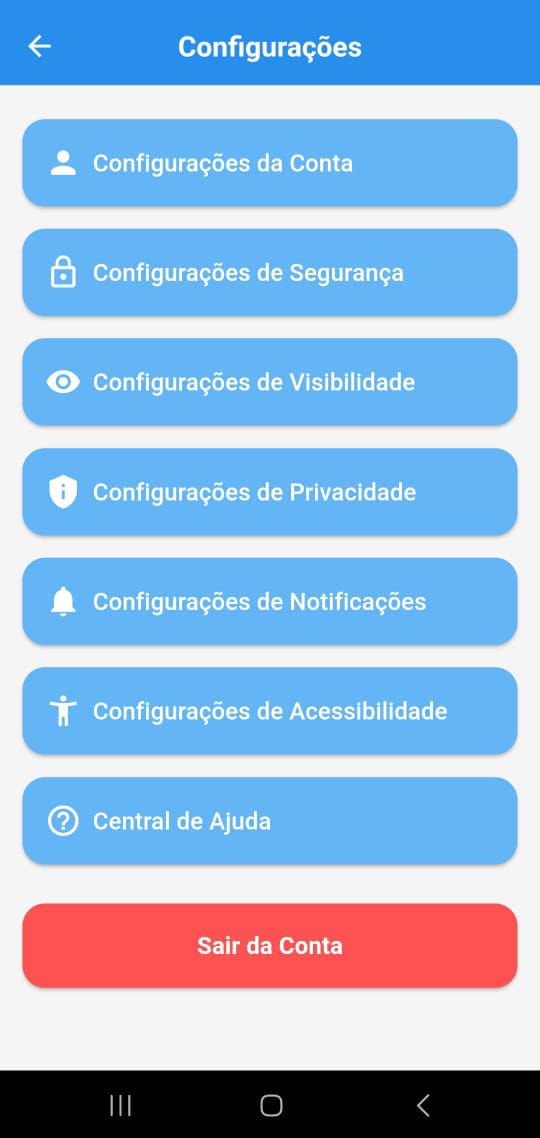 Configurações
Configurações da Conta
Configurações de Segurança
Configurações de Visibilidade
Configurações de Privacidade
Configurações de Notificações
Configurações de Acessibilidade
Central de Ajuda
Sair da Conta